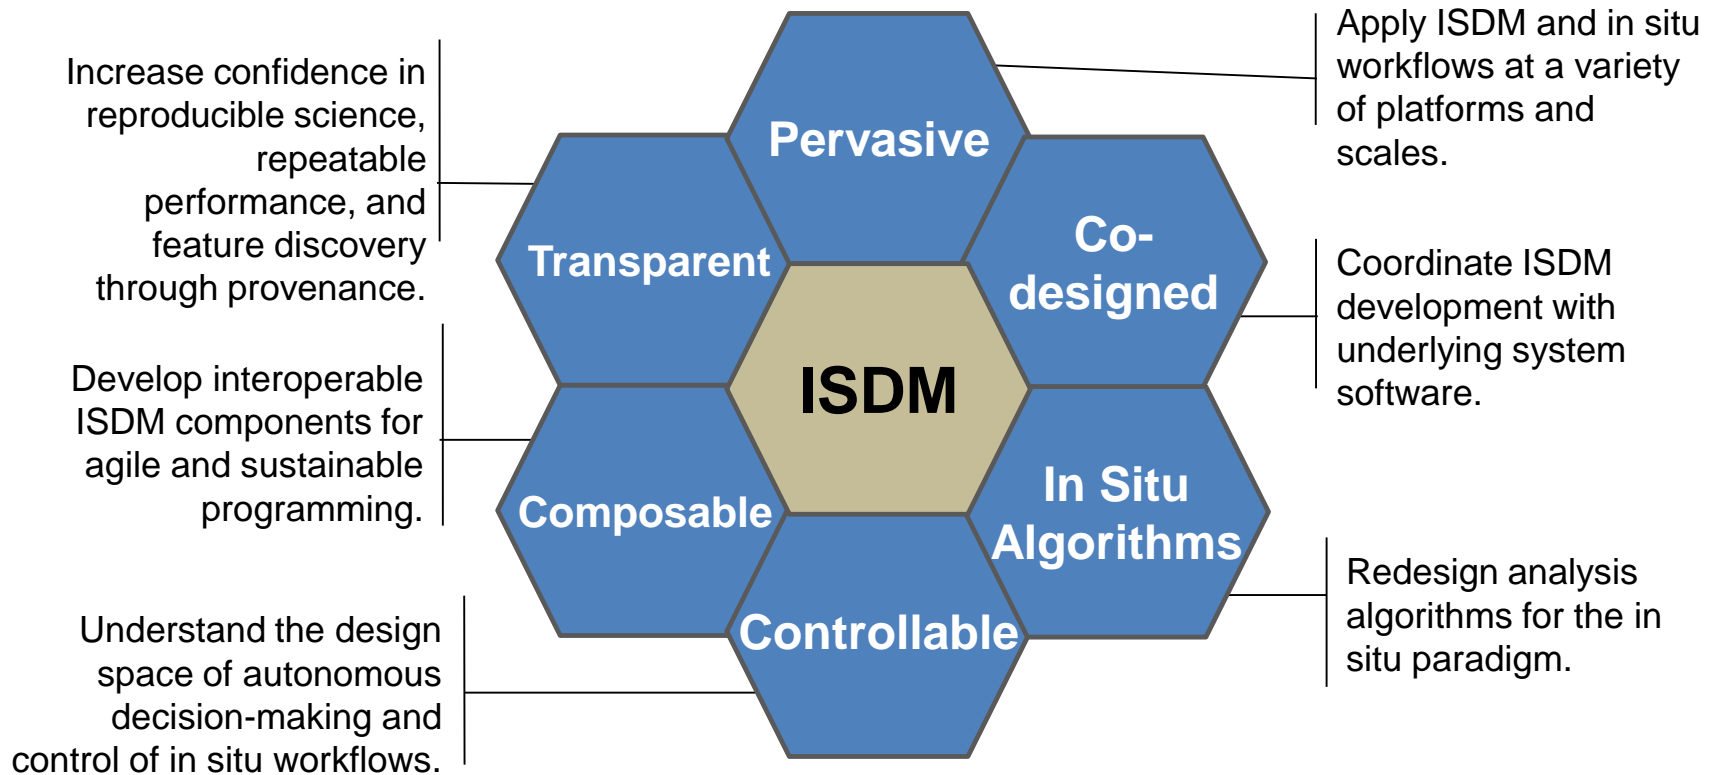 Increase confidence in
reproducible science,
repeatable
performance, and
feature discovery
through provenance.
Develop interoperable
ISDM components for
agile and sustainable
programming.
Understand the design
space of autonomous
decision-making and
control of in situ workflows.
Pervasive
Transparent
Co-
designed
ISDM
Composable
In Situ
Algorithms
Controllable
Apply ISDM and in situ
workflows at a variety
of platforms and
scales.
Coordinate ISDM
development with
underlying system
software.
Redesign analysis
algorithms for the in
situ paradigm.